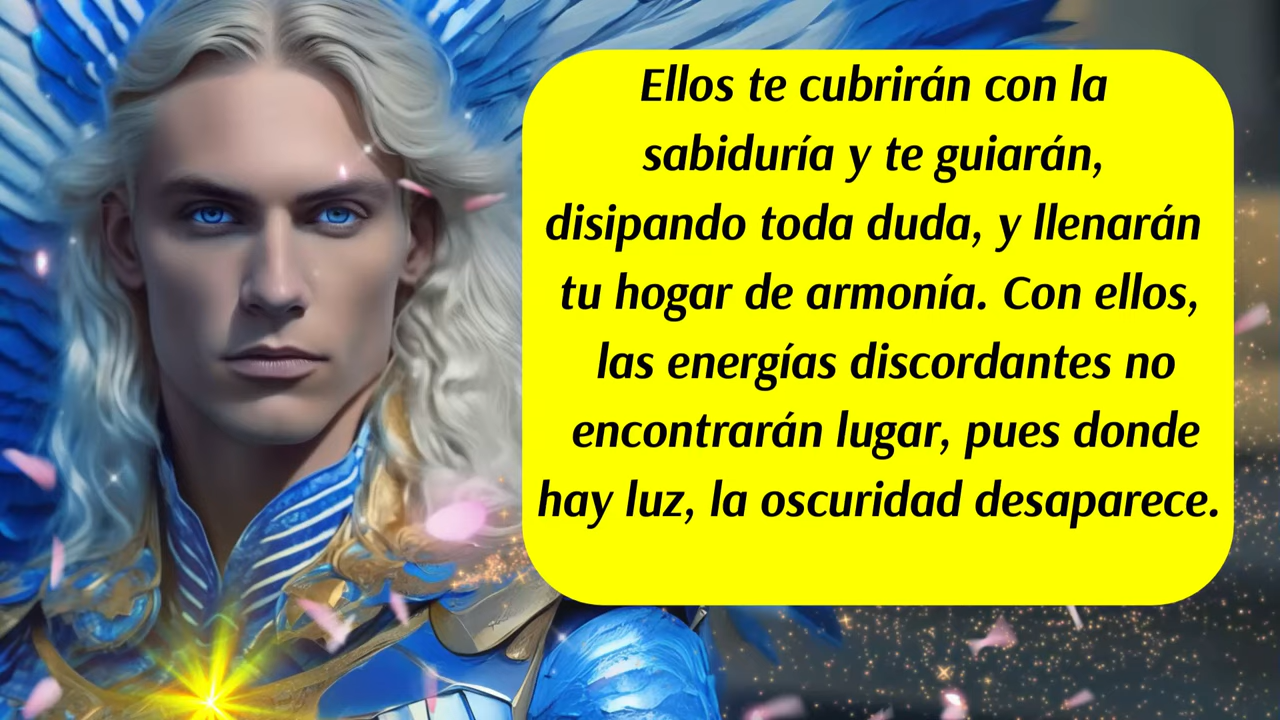 Ellos te cubrirán con la
sabiduría y te guiarán,
disipando toda duda, y llenarán
tu hogar de armonía. Con ellos,
las energías discordantes no
encontrarán lugar, pues donde
hay luz, la oscuridad desaparece.